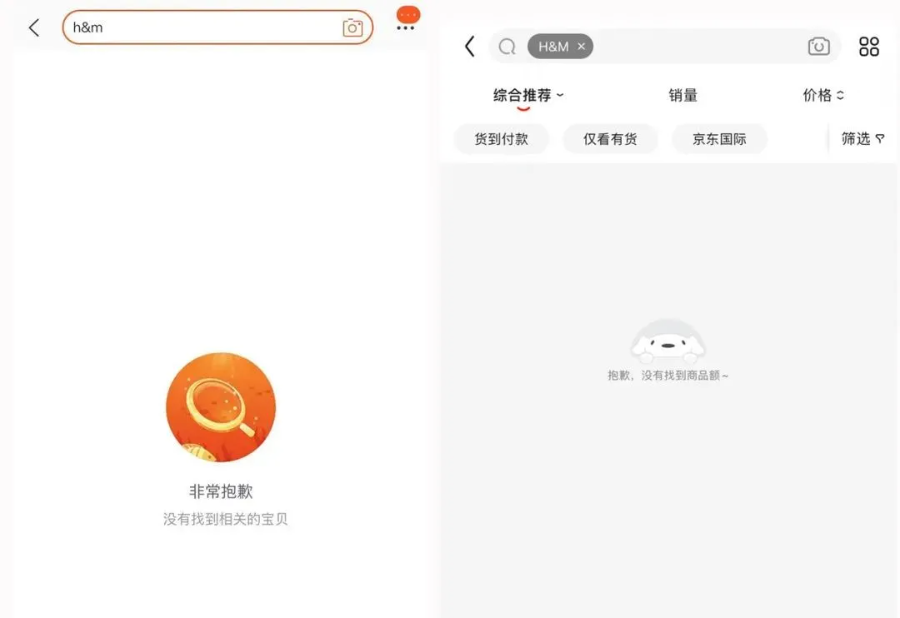 h&m
非常抱歉
没有找到相关的宝贝
H&M ×
综合推荐
销量
价格
货到付款
仅看有货
京东国际
筛选
抱歉，没有找到商品额~